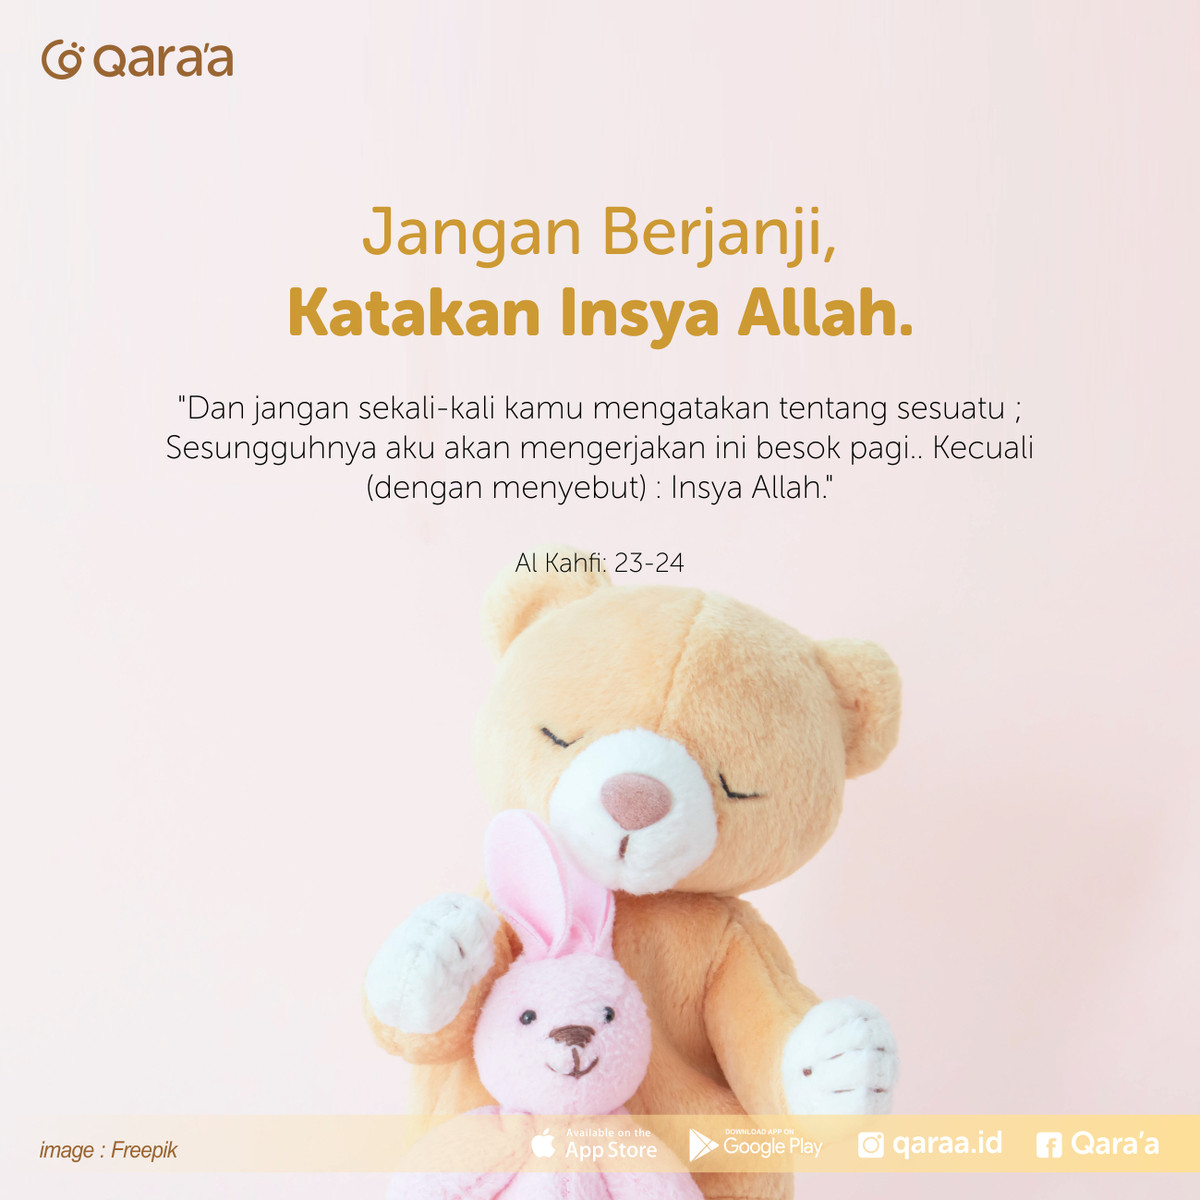 Qara'a
Jangan Berjanji,
Katakan Insya Allah.
"Dan jangan sekali-kali kamu mengatakan tentang sesuatu ;
Sesungguhnya aku akan mengerjakan ini besok pagi.. Kecuali
(dengan menyebut) : Insya Allah."
Al Kahfi: 23-24
image : Freepik
Available on the
App Store
DOWNLOAD APP ON
Google Play
qaraa.id
Qara'a